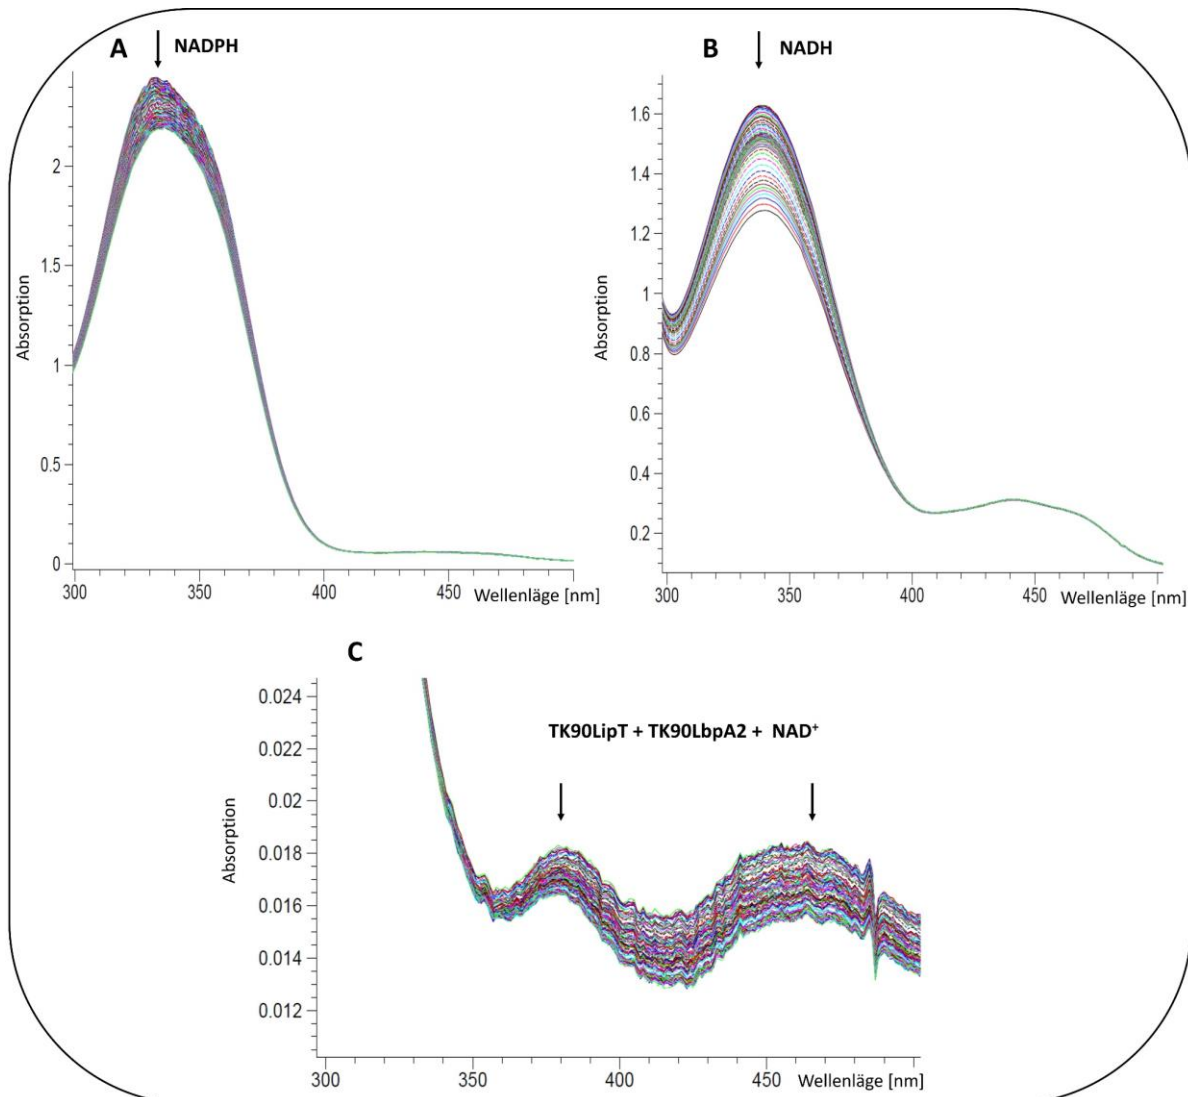 A
NADPH
Absorption
2
1.5
1
0.5
0
300
350
400
450
Wellenläge [nm]
B
NADH
Absorption
1.6
1.4
1.2
1
0.8
0.6
0.4
0.2
300
350
400
450
Wellenläge [nm]
C
TK90LipT + TK90LbpA2 + NAD⁺
Absorption
0.024
0.022
0.02
0.018
0.016
0.014
0.012
300
350
400
450
Wellenläge [nm]